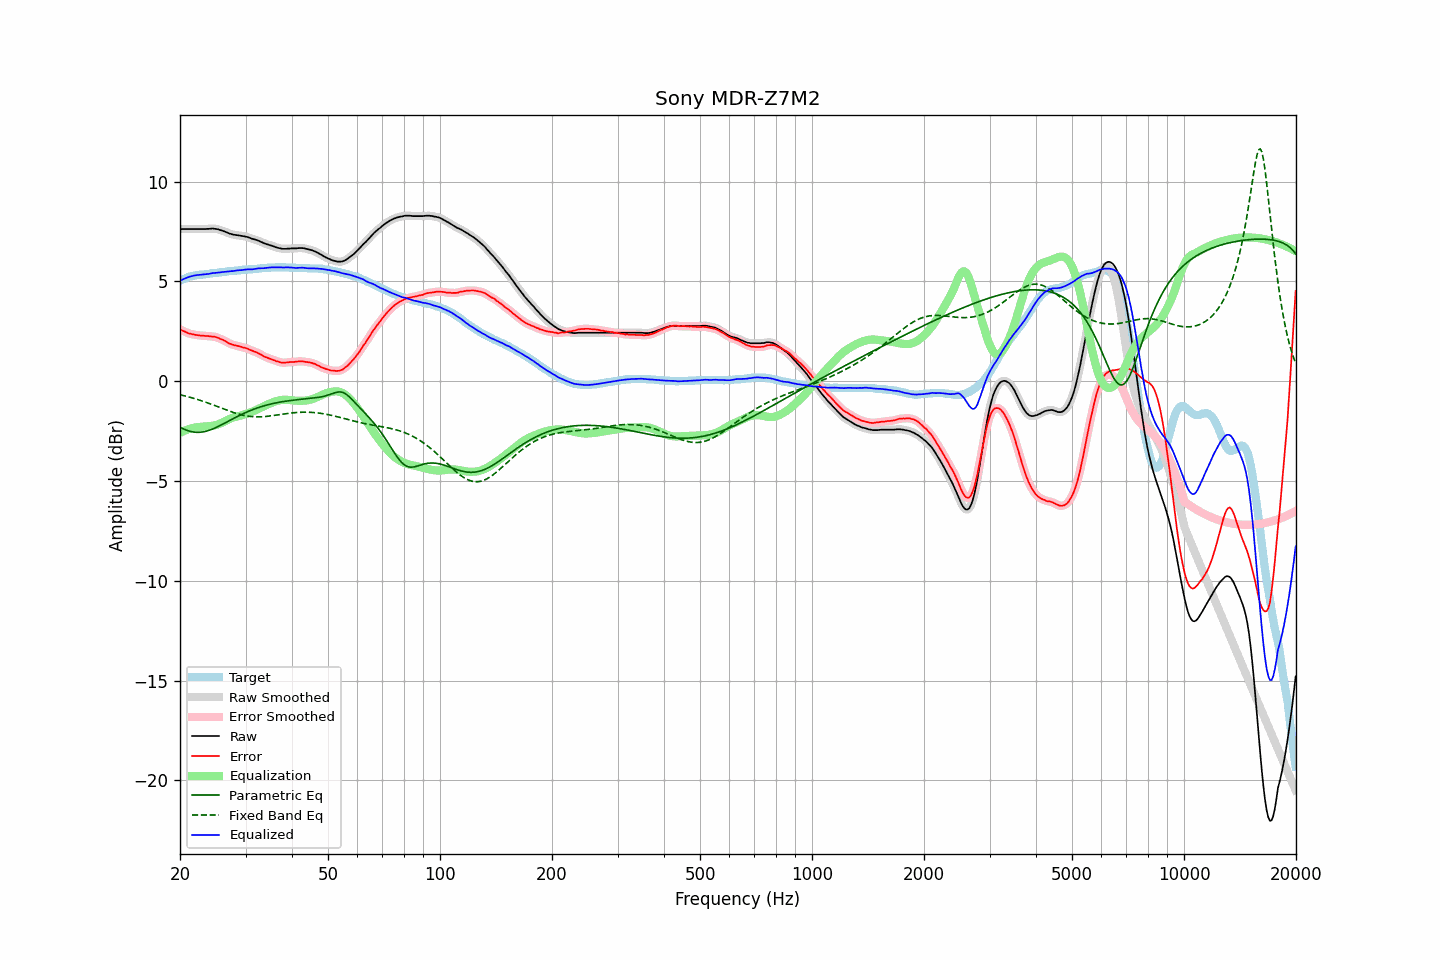 Sony MDR-Z7M2
Amplitude (dBr)
10
5
0
−5
−10
−15
−20
Target
Raw Smoothed
Error Smoothed
Raw
Error
Equalization
Parametric Eq
Fixed Band Eq
Equalized
20 50 100 200 500 1000 2000 5000 10000 20000
Frequency (Hz)